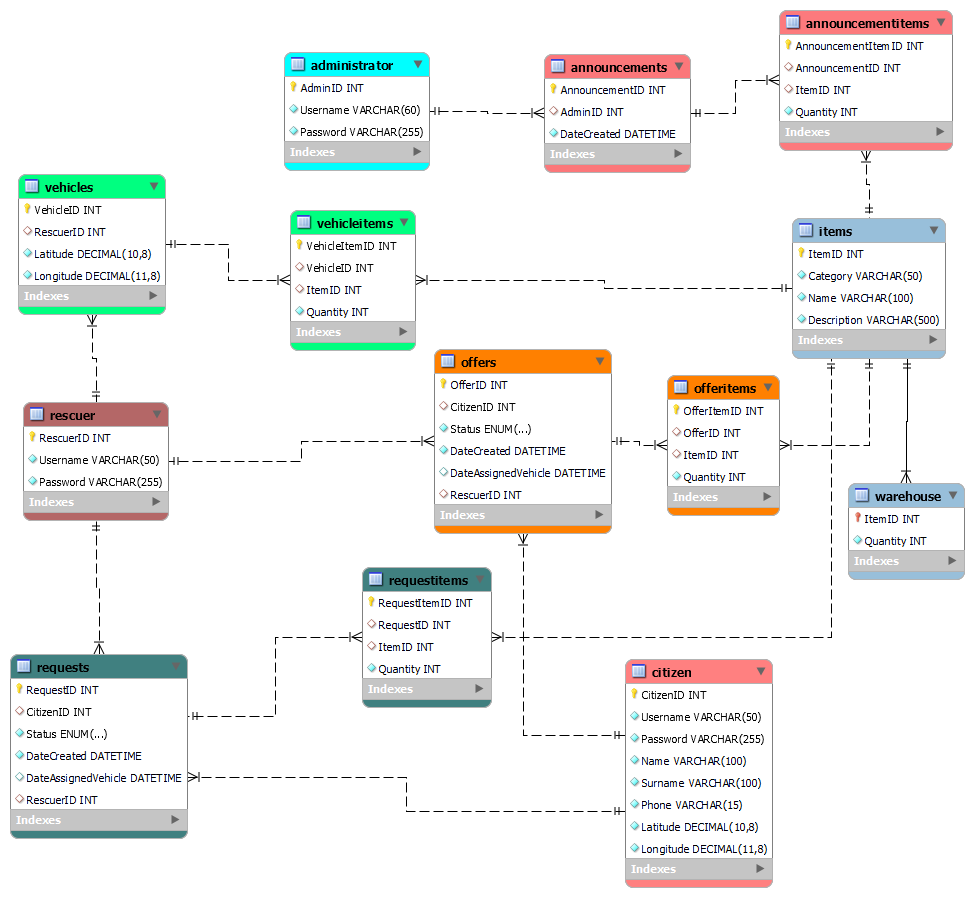 announcementitems
AnnouncementItemID INT
AnnouncementID INT
ItemID INT
Quantity INT
Indexes
administrator
AdminID INT
Username VARCHAR(60)
Password VARCHAR(255)
Indexes
announcements
AnnouncementID INT
AdminID INT
DateCreated DATETIME
Indexes
vehicles
VehicleID INT
RescuerID INT
Latitude DECIMAL(10,8)
Longitude DECIMAL(11,8)
Indexes
vehicleitems
VehicleItemID INT
VehicleID INT
ItemID INT
Quantity INT
Indexes
items
ItemID INT
Category VARCHAR(50)
Name VARCHAR(100)
Description VARCHAR(500)
Indexes
offers
OfferID INT
CitizenID INT
Status ENUM(...)
DateCreated DATETIME
DateAssignedVehicle DATETIME
RescuerID INT
Indexes
offeritems
OfferItemID INT
OfferID INT
ItemID INT
Quantity INT
Indexes
rescuer
RescuerID INT
Username VARCHAR(50)
Password VARCHAR(255)
Indexes
warehouse
ItemID INT
Quantity INT
Indexes
requestitems
RequestItemID INT
RequestID INT
ItemID INT
Quantity INT
Indexes
requests
RequestID INT
CitizenID INT
Status ENUM(...)
DateCreated DATETIME
DateAssignedVehicle DATETIME
RescuerID INT
Indexes
citizen
CitizenID INT
Username VARCHAR(50)
Password VARCHAR(255)
Name VARCHAR(100)
Surname VARCHAR(100)
Phone VARCHAR(15)
Latitude DECIMAL(10,8)
Longitude DECIMAL(11,8)
Indexes